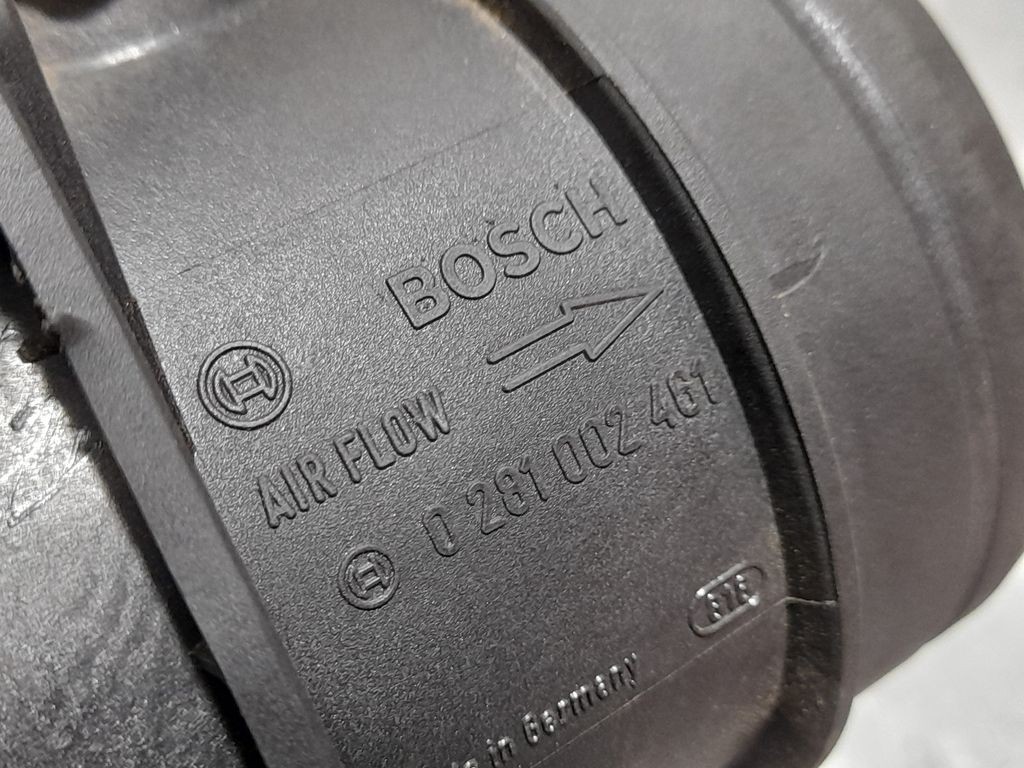 BOSCH
AIR FLOW
0 281 002 461
in Germany